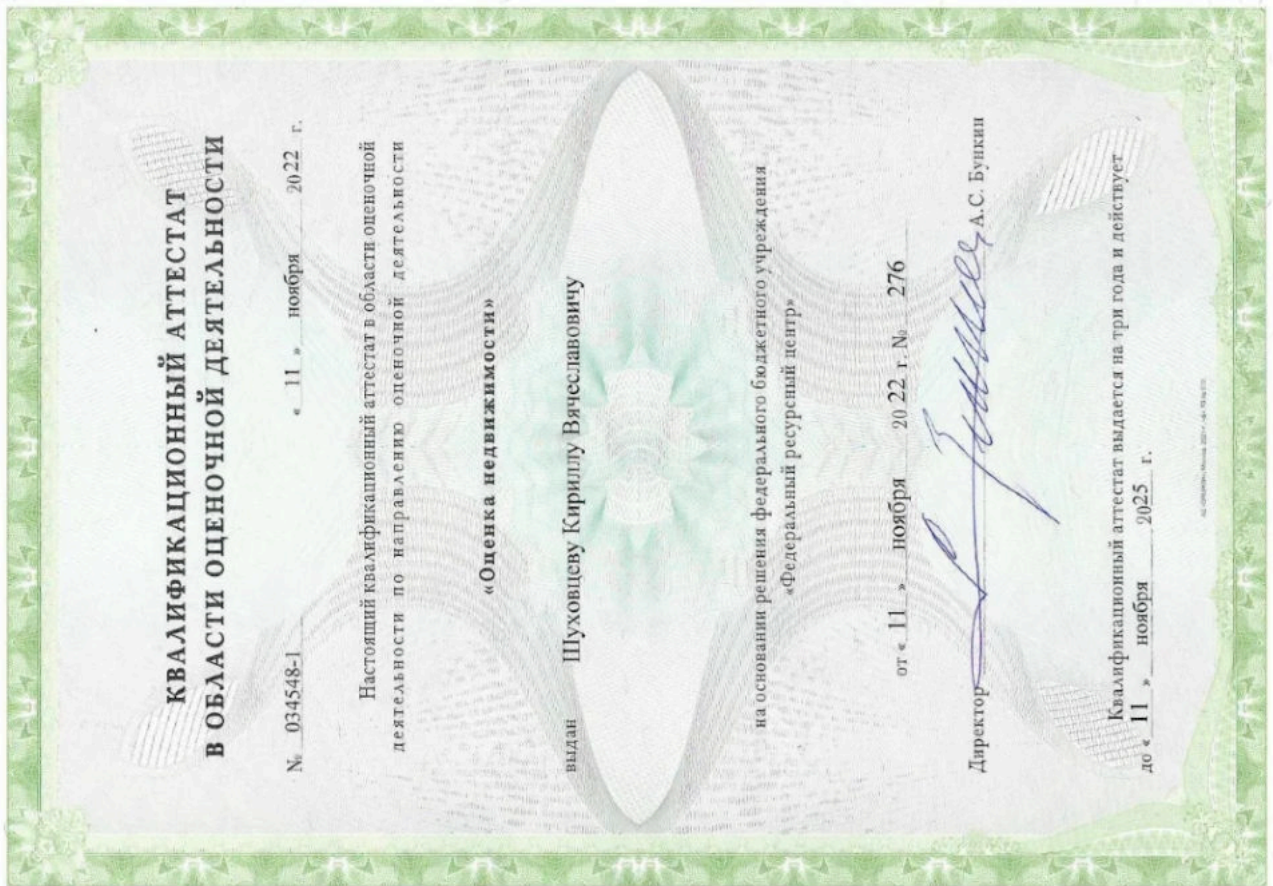 КВАЛИФИКАЦИОННЫЙ АТТЕСТАТ
В ОБЛАСТИ ОЦЕНОЧНОЙ ДЕЯТЕЛЬНОСТИ
№ 034548-1 « 11 » ноября 2022 г.
Настоящий квалификационный аттестат в области оценочной
деятельности по направлению оценочной деятельности
«Оценка недвижимости»
выдан Шуховцеву Кириллу Вячеславовичу
на основании решения федерального бюджетного учреждения
«Федеральный ресурсный центр»
от « 11 » ноября 20 22 г. № 276
Директор А.С. Бункин
Квалификационный аттестат выдается на три года и действует
до « 11 » ноября 2025 г.